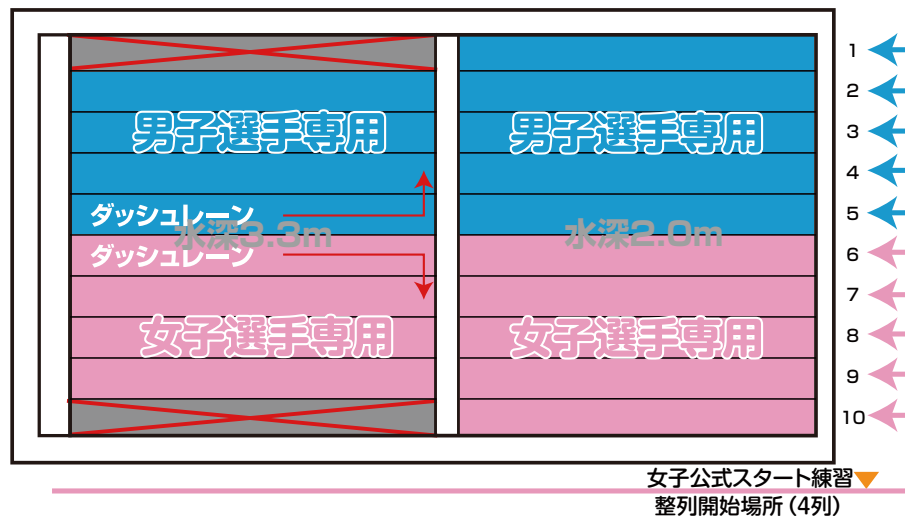 男子選手専用
男子選手専用
ダッシュレーン
水深3.3m
水深2.0m
ダッシュレーン
女子選手専用
女子選手専用
1
2
3
4
5
6
7
8
9
10
女子公式スタート練習
整列開始場所（4列）